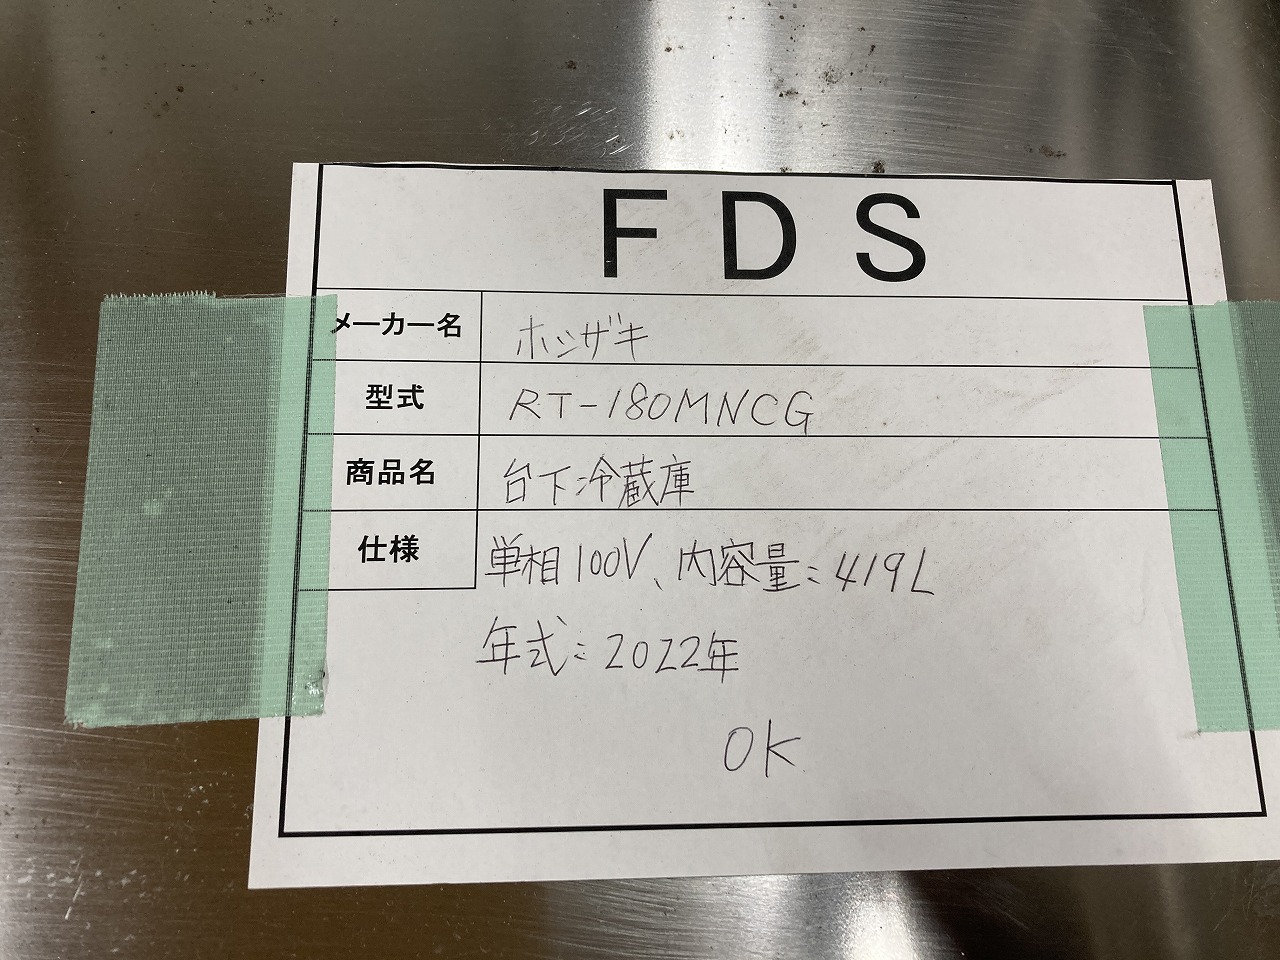 FDS
メーカー名 ホシザキ
型式 RT-180MNCG
商品名 台下冷蔵庫
仕様 単相100V、内容量:419L
年式:2022年
OK